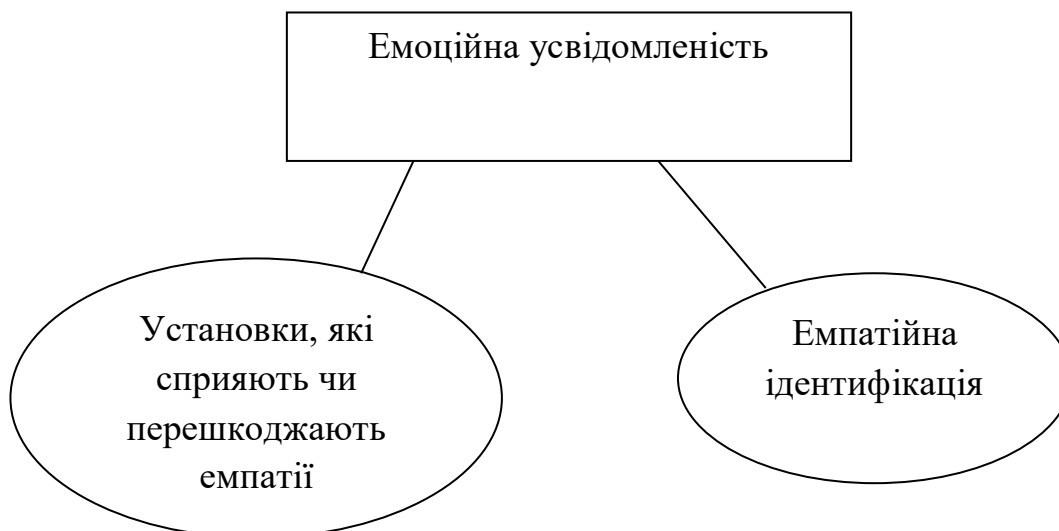 Емоційна усвідомленість
Установки, які
сприяють чи
перешкоджають
емпатії
Емпатійна
ідентифікація